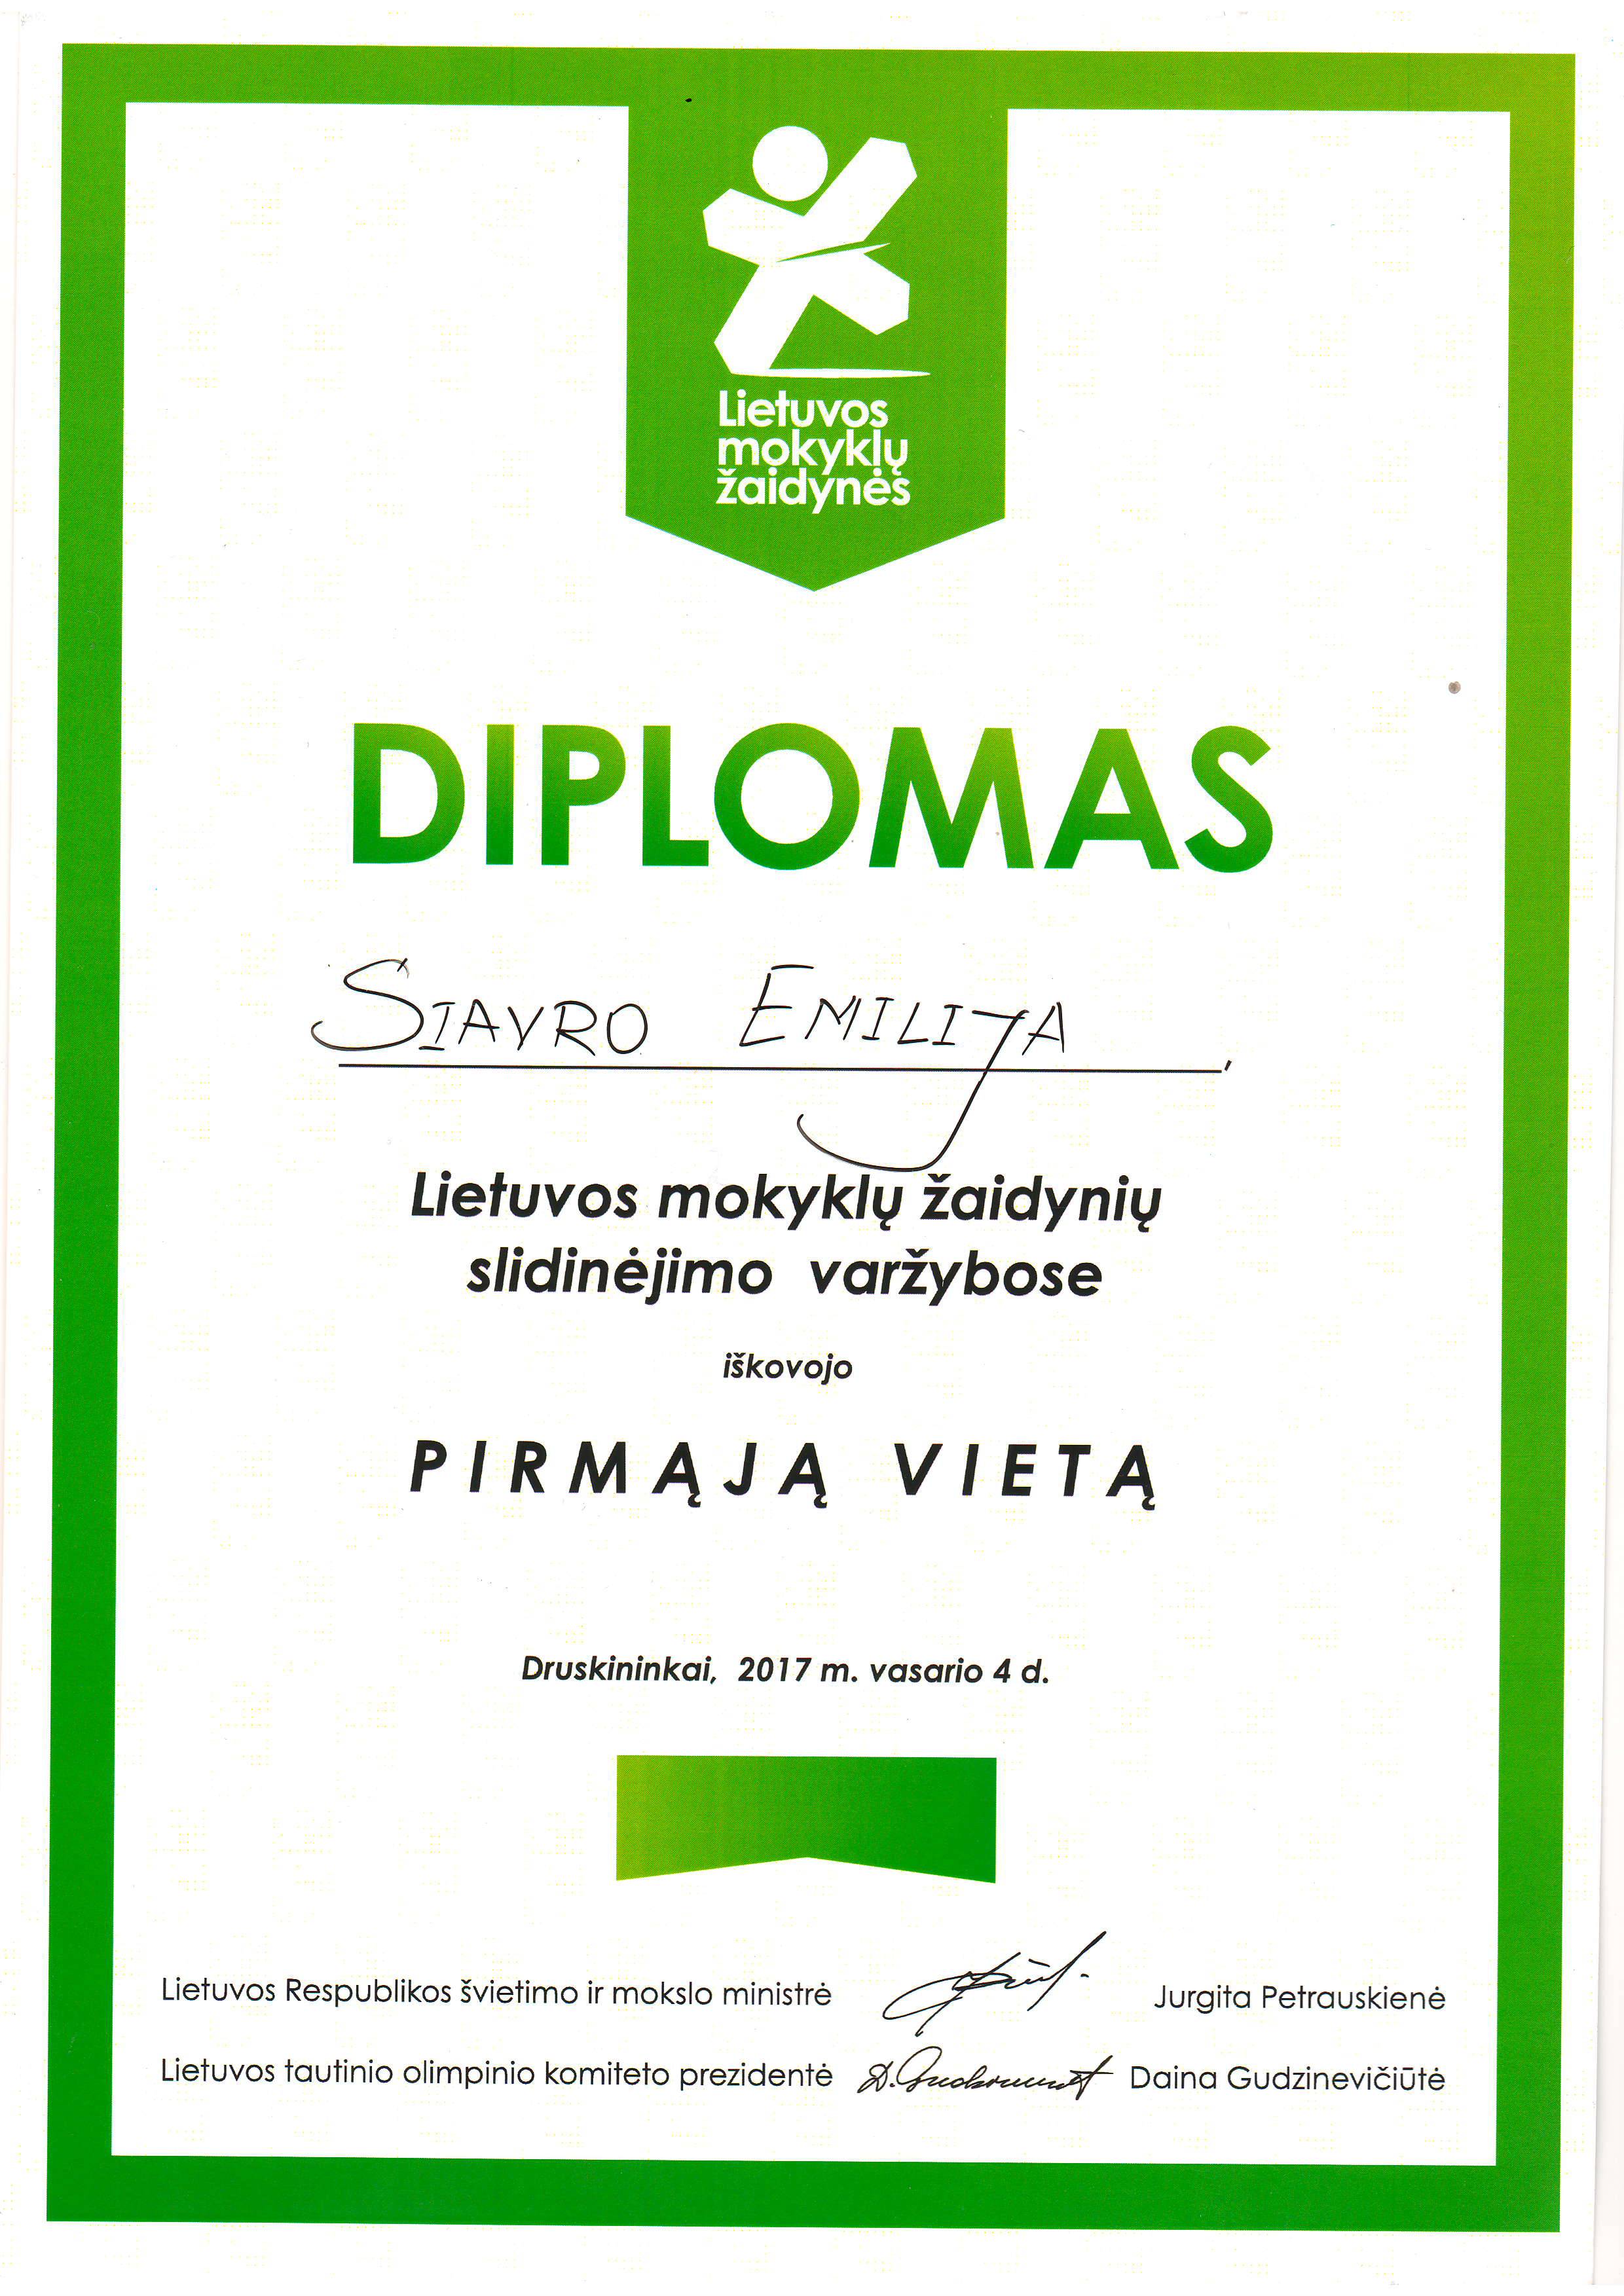 Lietuvos
mokyklų
žaidynės
DIPLOMAS
SIAVRO EMILIJA,
Lietuvos mokyklų žaidynių
slidinėjimo varžybose
iškovojo
PIRMĄJĄ VIETĄ
Druskininkai, 2017 m. vasario 4 d.
Lietuvos Respublikos švietimo ir mokslo ministrė Jurgita Petrauskienė
Lietuvos tautinio olimpinio komiteto prezidentė Daina Gudzinevičiūtė